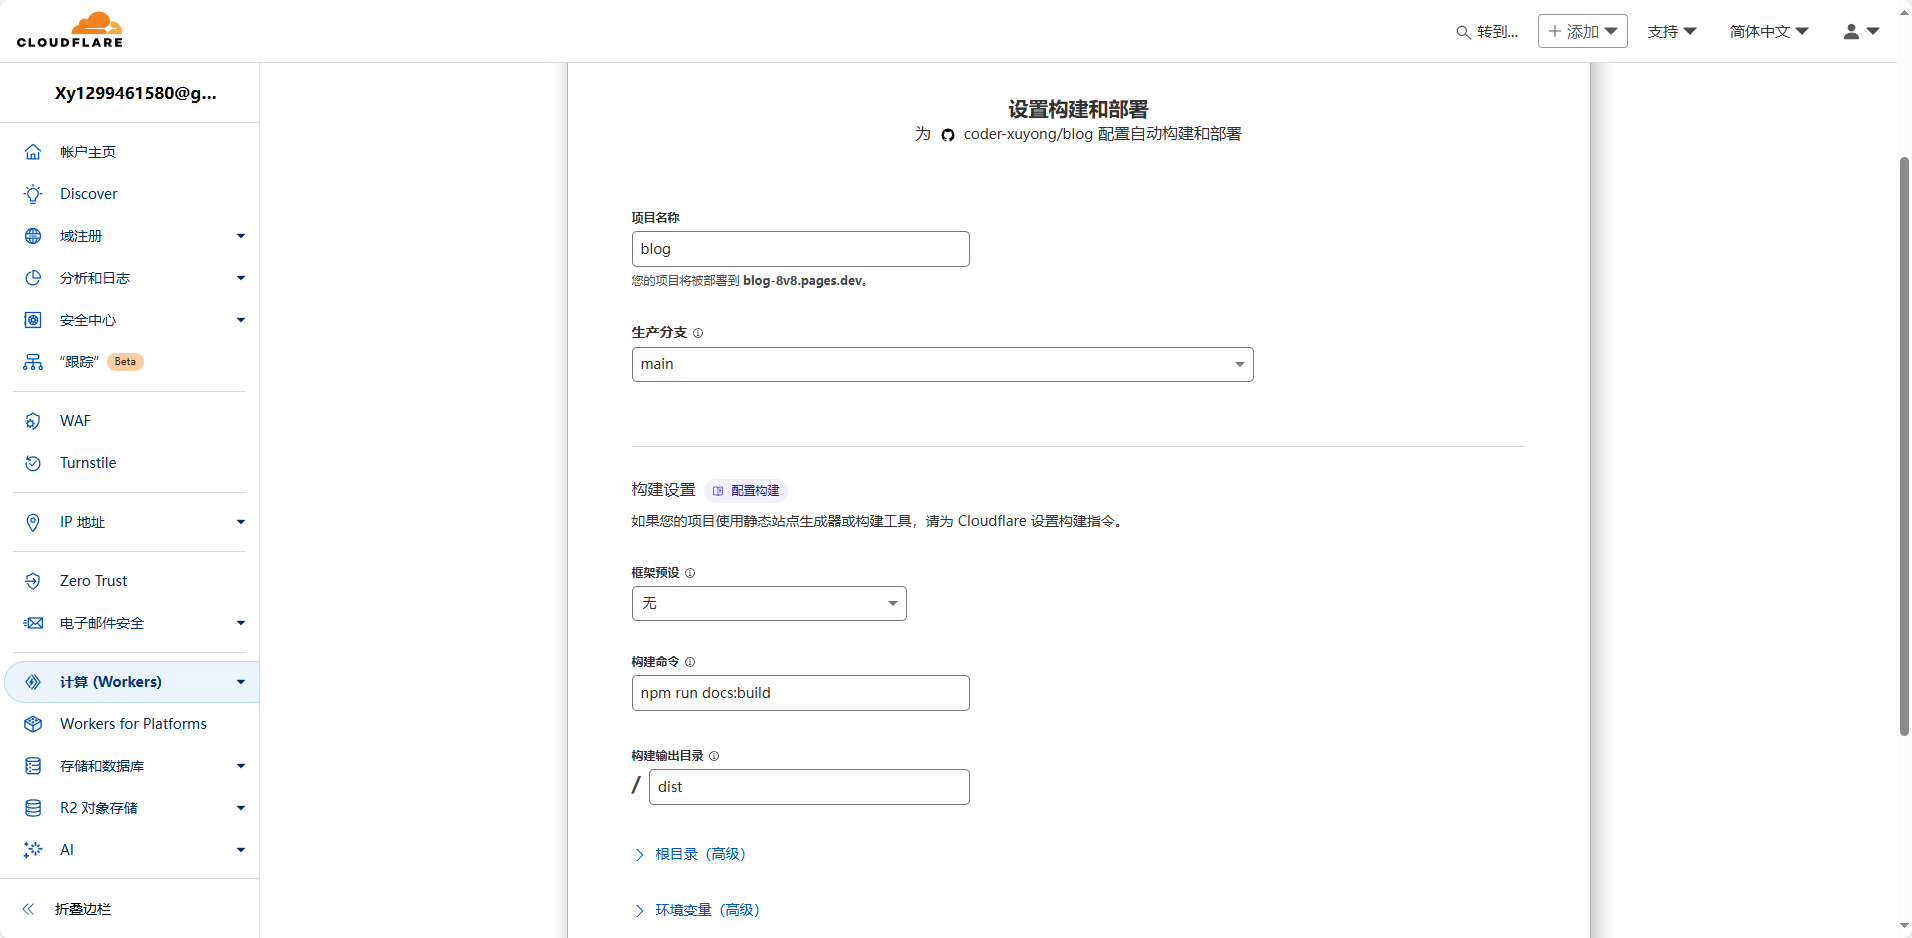 CLOUDFLARE
转到...
添加
支持
简体中文
Xy1299461580@g...
帐户主页
Discover
域注册
分析和日志
安全中心
“跟踪” Beta
WAF
Turnstile
IP 地址
Zero Trust
电子邮件安全
计算 (Workers)
Workers for Platforms
存储和数据库
R2 对象存储
AI
折叠边栏
设置构建和部署
为 coder-xuyong/blog 配置自动构建和部署
项目名称
blog
您的项目将被部署到 blog-8v8.pages.dev。
生产分支
main
构建设置 配置构建
如果您的项目使用静态站点生成器或构建工具，请为 Cloudflare 设置构建指令。
框架预设
无
构建命令
npm run docs:build
构建输出目录
/ dist
根目录（高级）
环境变量（高级）